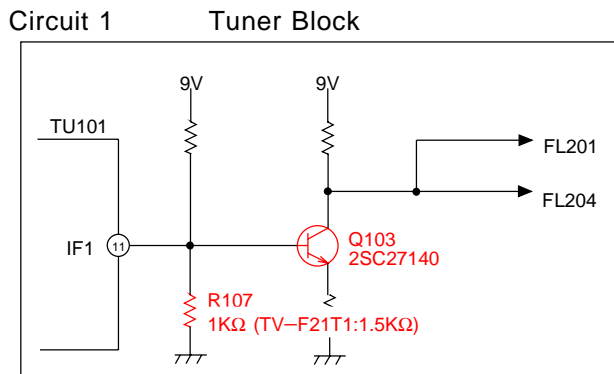 Circuit 1 Tuner Block
9V 9V
TU101
FL201
FL204
IF1 11
Q103
2SC27140
R107
1KΩ (TV−F21T1:1.5KΩ)